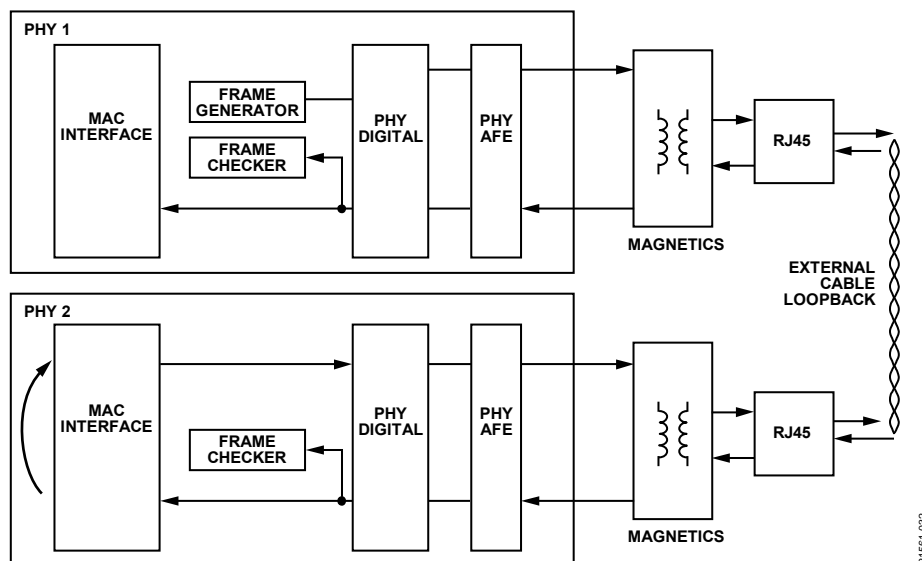 PHY 1
MAC
INTERFACE
FRAME
GENERATOR
FRAME
CHECKER
PHY
DIGITAL
PHY
AFE
MAGNETICS
RJ45
EXTERNAL
CABLE
LOOPBACK
PHY 2
MAC
INTERFACE
FRAME
CHECKER
PHY
DIGITAL
PHY
AFE
MAGNETICS
RJ45